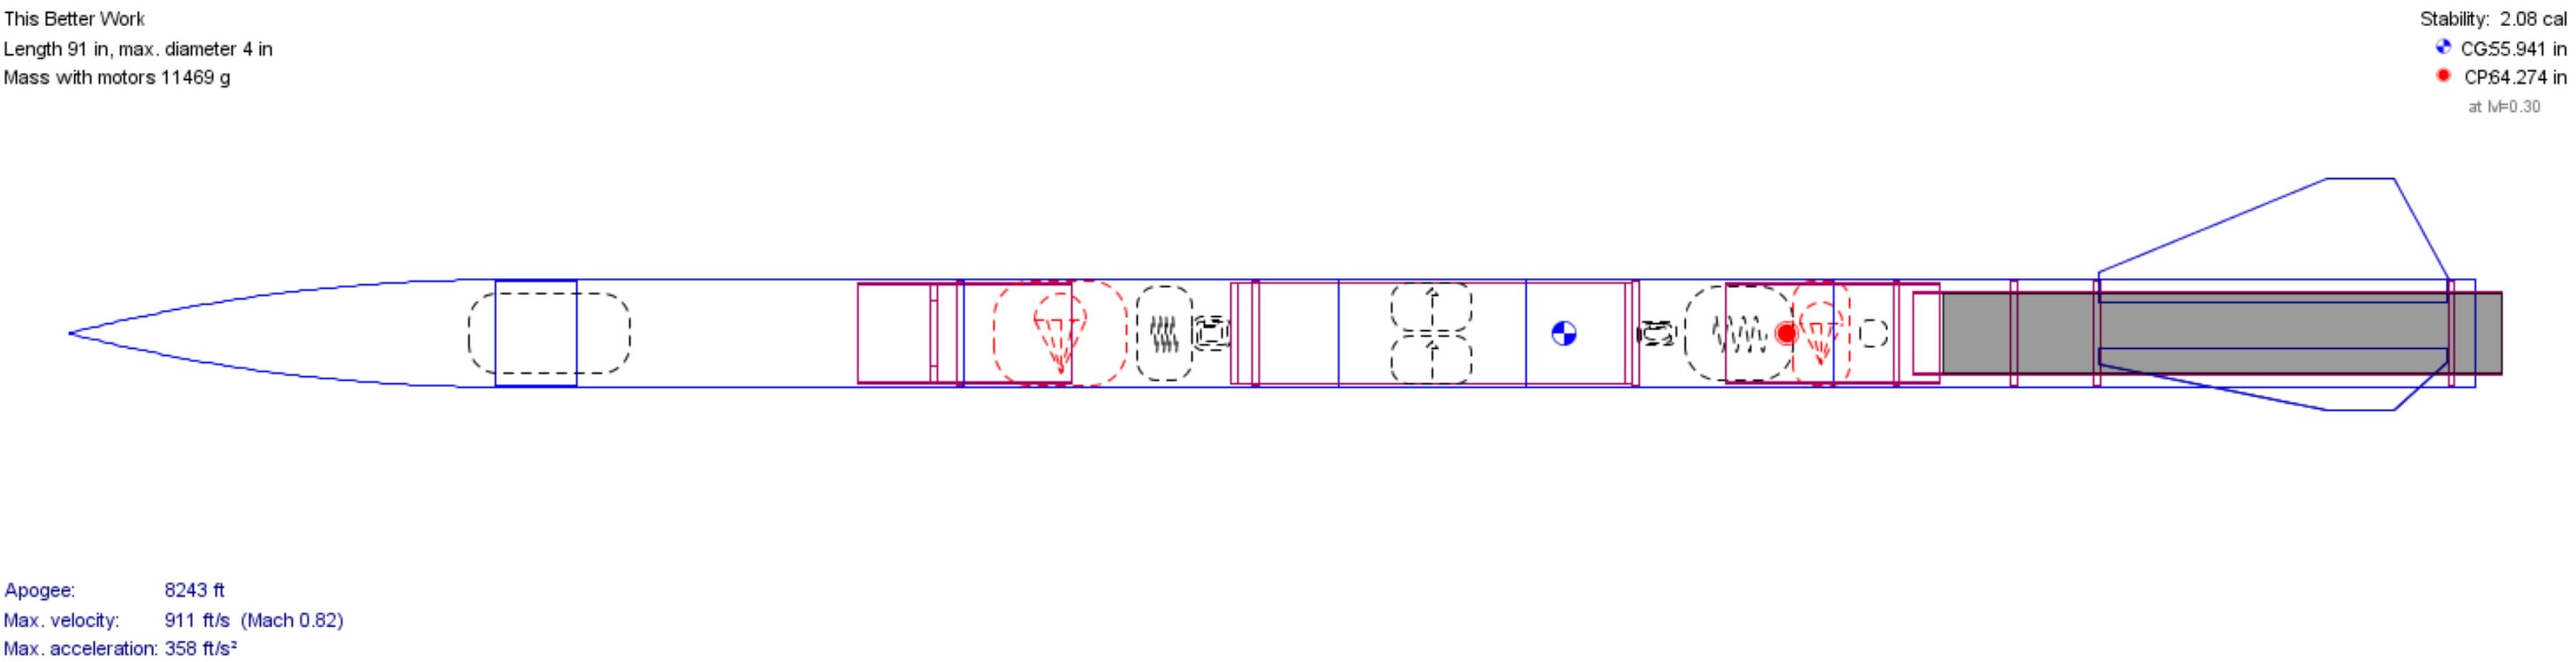 This Better Work
Length 91 in, max. diameter 4 in
Mass with motors 11469 g
Stability: 2.08 cal
CG:55.941 in
CP:64.274 in
at M=0.30
Apogee: 8243 ft
Max. velocity: 911 ft/s (Mach 0.82)
Max. acceleration: 358 ft/s²